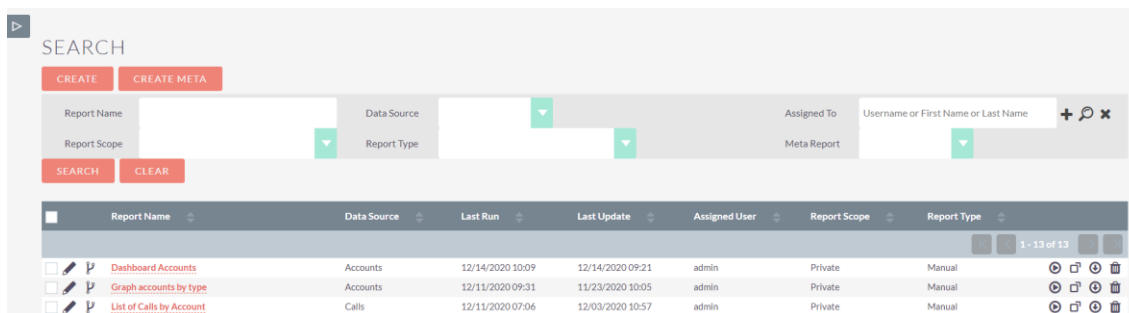 SEARCH
CREATE CREATE META
Report Name Data Source Assigned To Username or First Name or Last Name
Report Scope Report Type Meta Report
SEARCH CLEAR
Report Name Data Source Last Run Last Update Assigned User Report Scope Report Type
1 - 13 of 13
Dashboard Accounts Accounts 12/14/2020 10:09 12/14/2020 09:21 admin Private Manual
Graph accounts by type Accounts 12/11/2020 09:31 11/23/2020 10:05 admin Private Manual
List of Calls by Account Calls 12/11/2020 07:06 12/03/2020 10:57 admin Private Manual